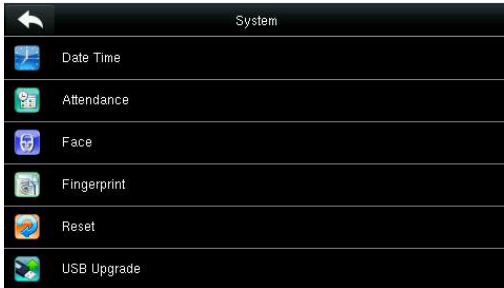 System
Date Time
Attendance
Face
Fingerprint
Reset
USB Upgrade